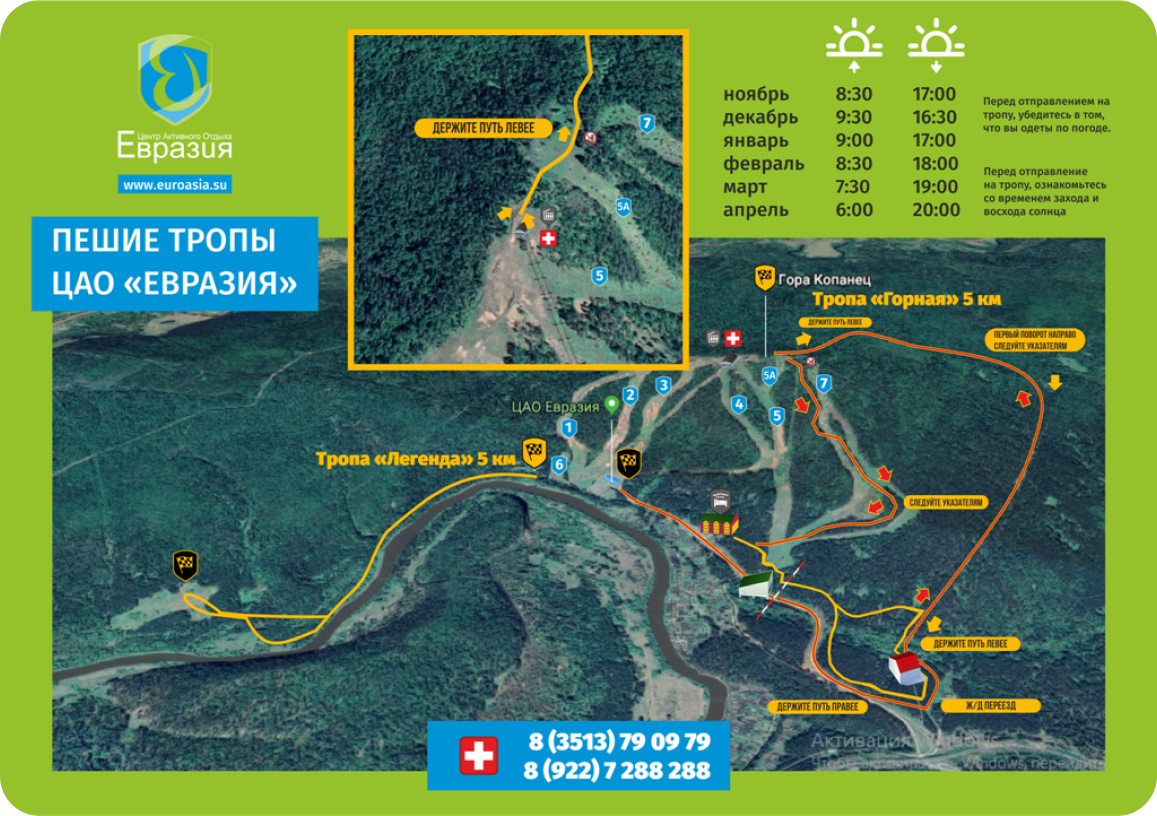 Центр Активного Отдыха
Евразия
www.euroasia.su
ПЕШИЕ ТРОПЫ
ЦАО «ЕВРАЗИЯ»
ДЕРЖИТЕ ПУТЬ ЛЕВЕЕ
7
5А
5
ноябрь 8:30 17:00
декабрь 9:30 16:30
январь 9:00 17:00
февраль 8:30 18:00
март 7:30 19:00
апрель 6:00 20:00
Перед отправлением на
тропу, убедитесь в том,
что вы одеты по погоде.
Перед отправление
на тропу, ознакомьтесь
со временем захода и
восхода солнца
Гора Копанец
Тропа «Горная» 5 км
ДЕРЖИТЕ ПУТЬ ЛЕВЕЕ
ПЕРВЫЙ ПОВОРОТ НАПРАВО
СЛЕДУЙТЕ УКАЗАТЕЛЯМ
5А
7
3
2
4
5
ЦАО Евразия
1
6
Тропа «Легенда» 5 км
СЛЕДУЙТЕ УКАЗАТЕЛЯМ
ДЕРЖИТЕ ПУТЬ ЛЕВЕЕ
ДЕРЖИТЕ ПУТЬ ПРАВЕЕ
Ж/Д ПЕРЕЕЗД
8 (3513) 79 09 79
8 (922) 7 288 288
Активация Windows
Чтобы активировать Windows, перейдите